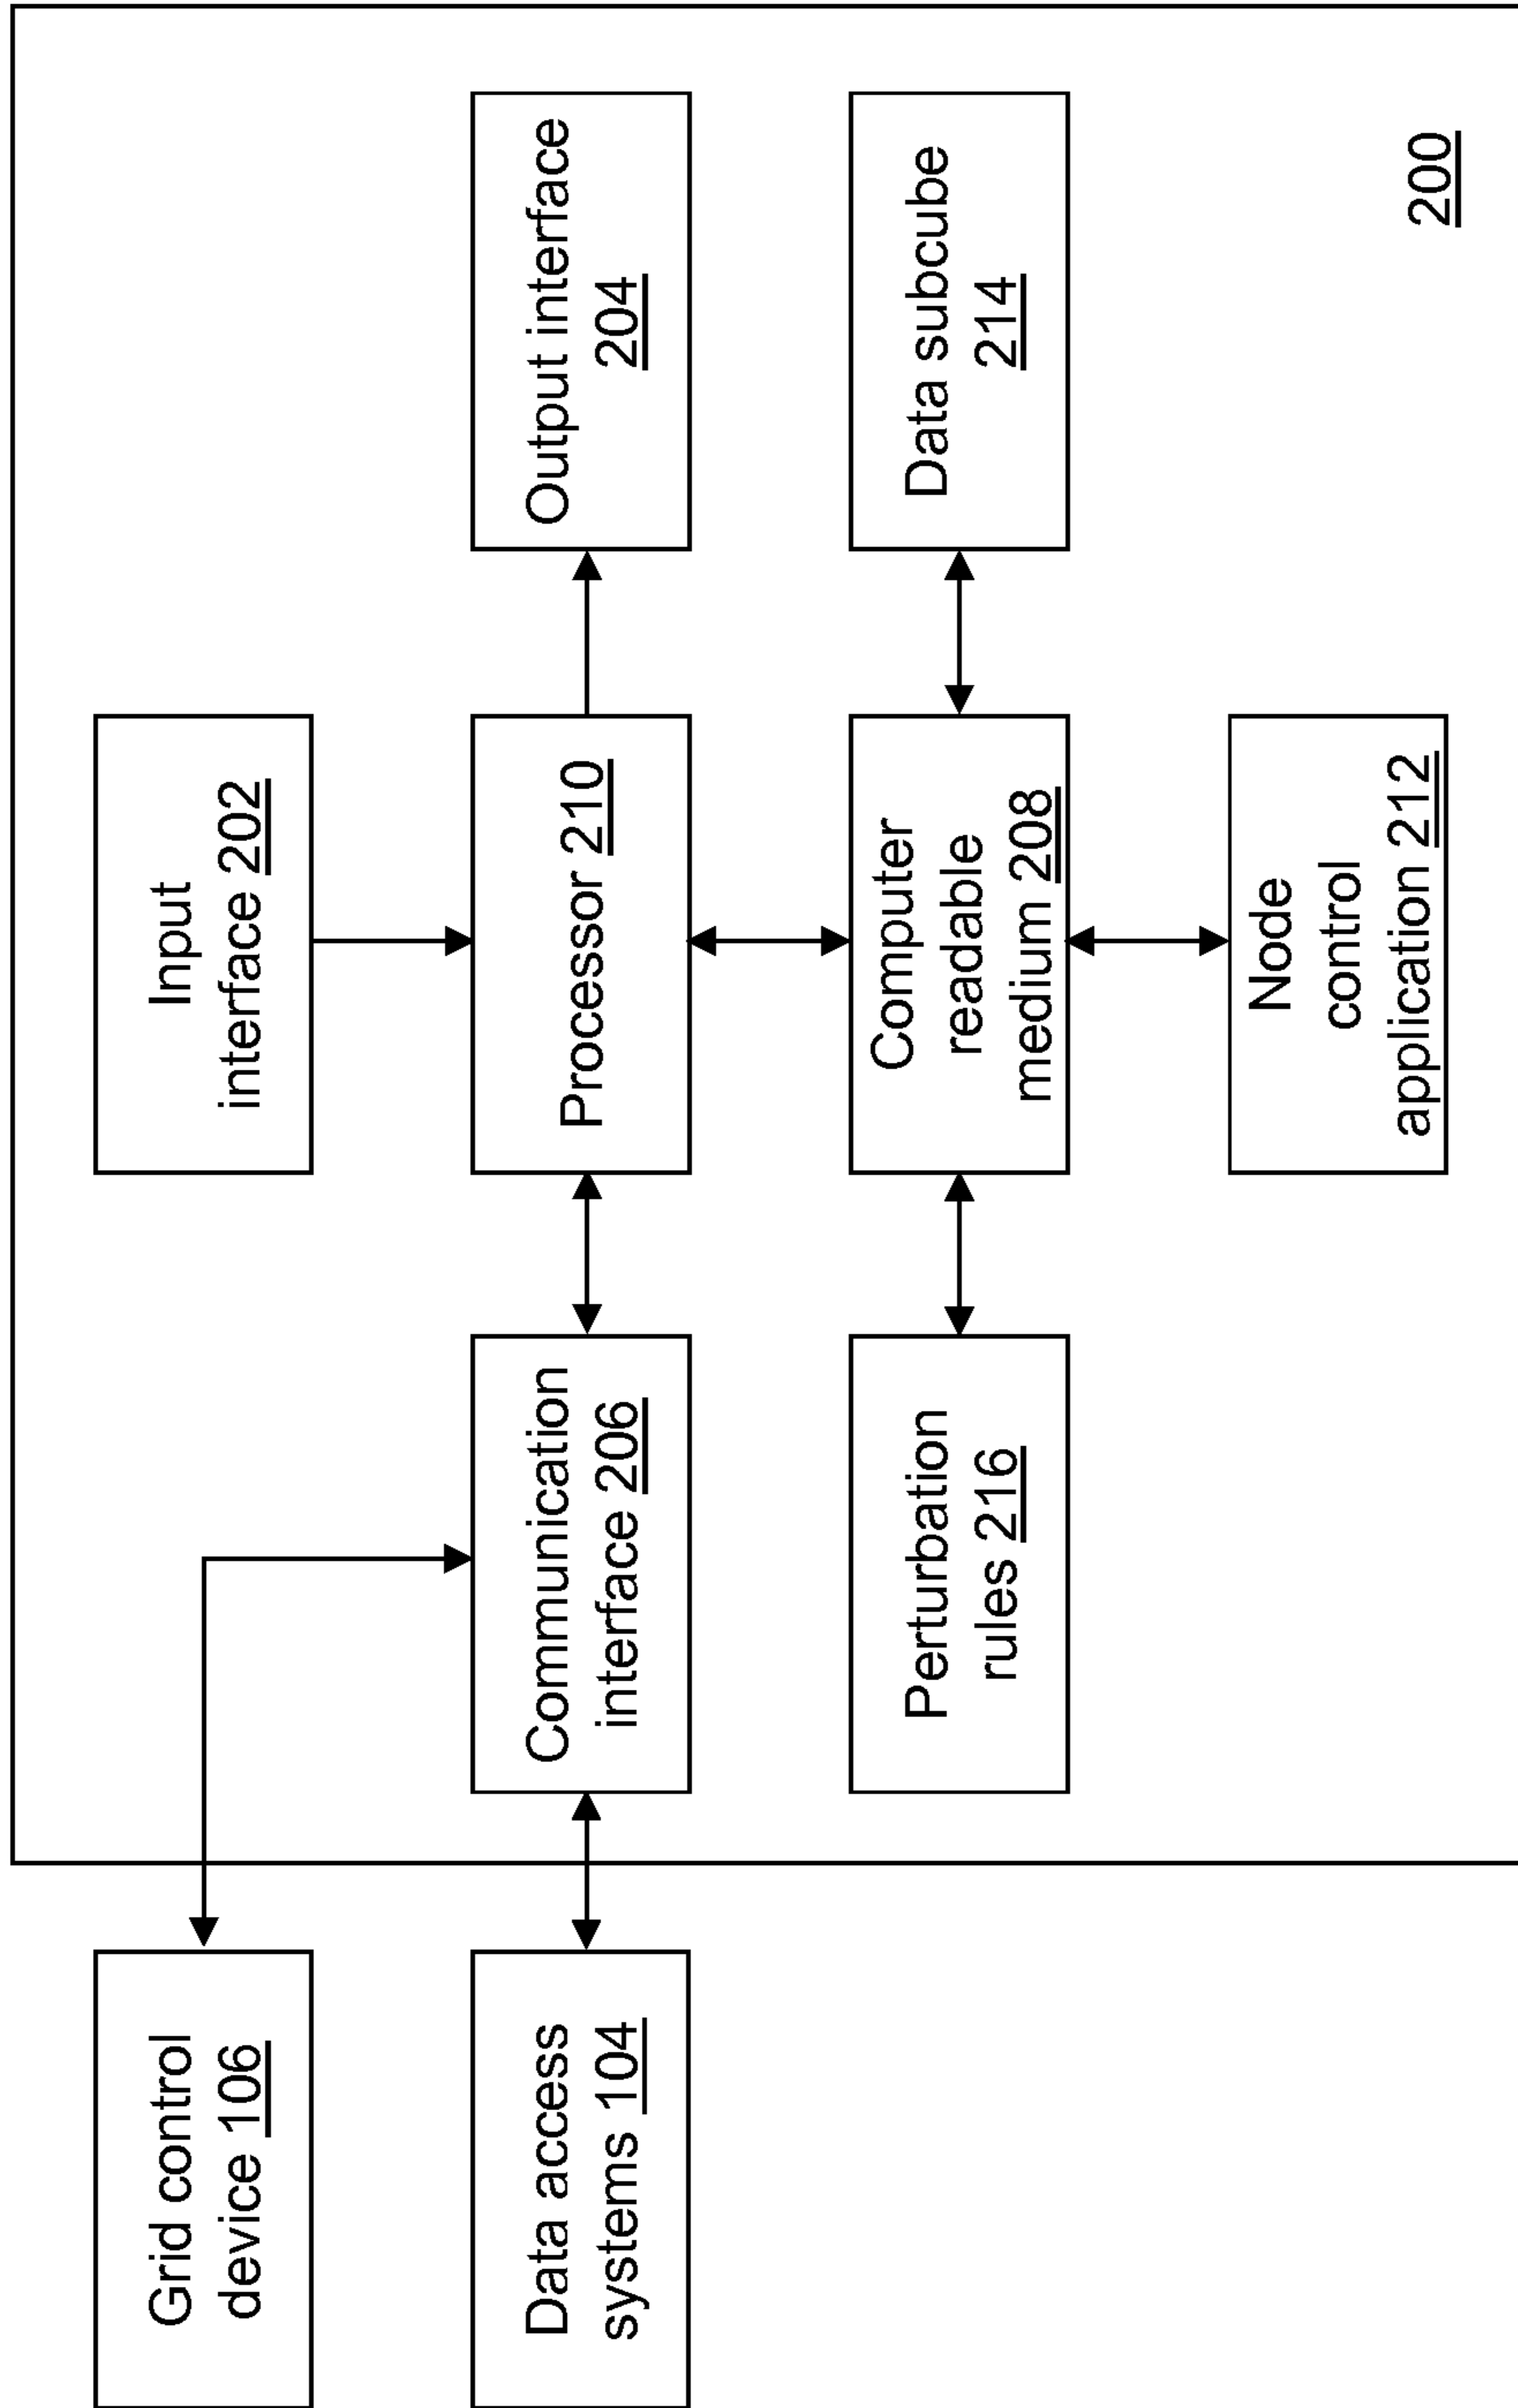 Input
interface 202
Grid control
device 106
Communication
interface 206
Processor 210
Output interface
204
Data access
systems 104
Perturbation
rules 216
Computer
readable
medium 208
Data subcube
214
Node
control
application 212
200